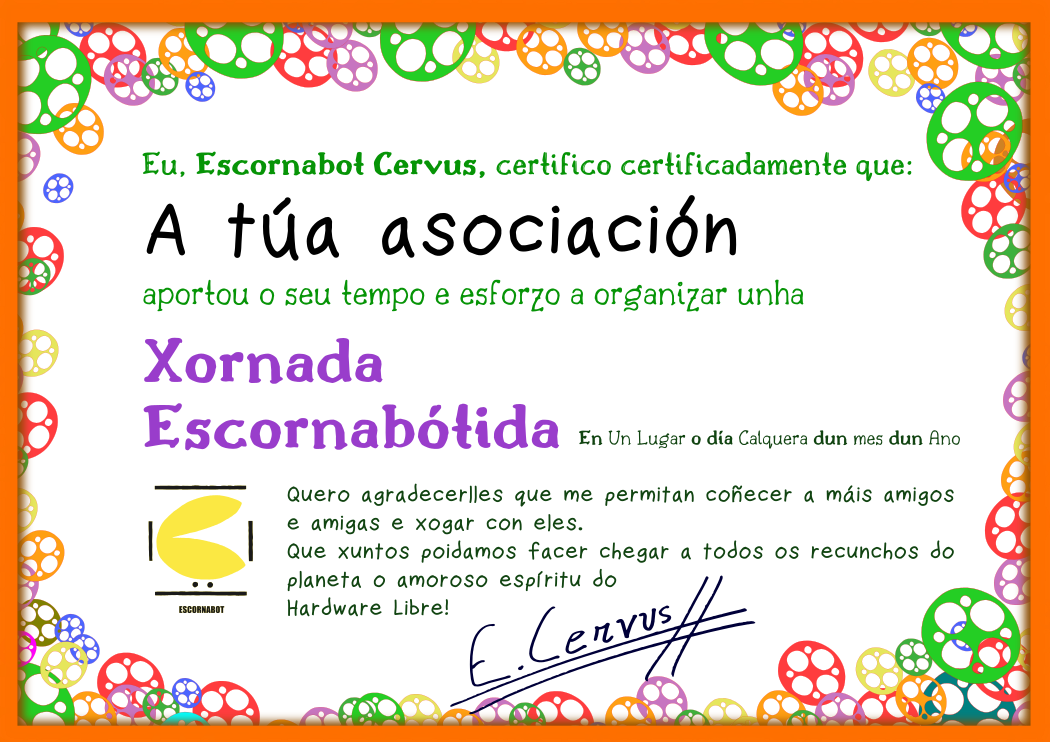 Eu, Escornabot Cervus, certifico certificadamente que:
A túa asociación
aportou o seu tempo e esforzo a organizar unha
Xornada
Escornabótida En Un Lugar o día Calquera dun mes dun Ano
Quero agradecerlles que me permitan coñecer a máis amigos
e amigas e xogar con eles.
Que xuntos poidamos facer chegar a todos os recunchos do
planeta o amoroso espíritu do
Hardware Libre!
ESCORNABOT
E. Cervus